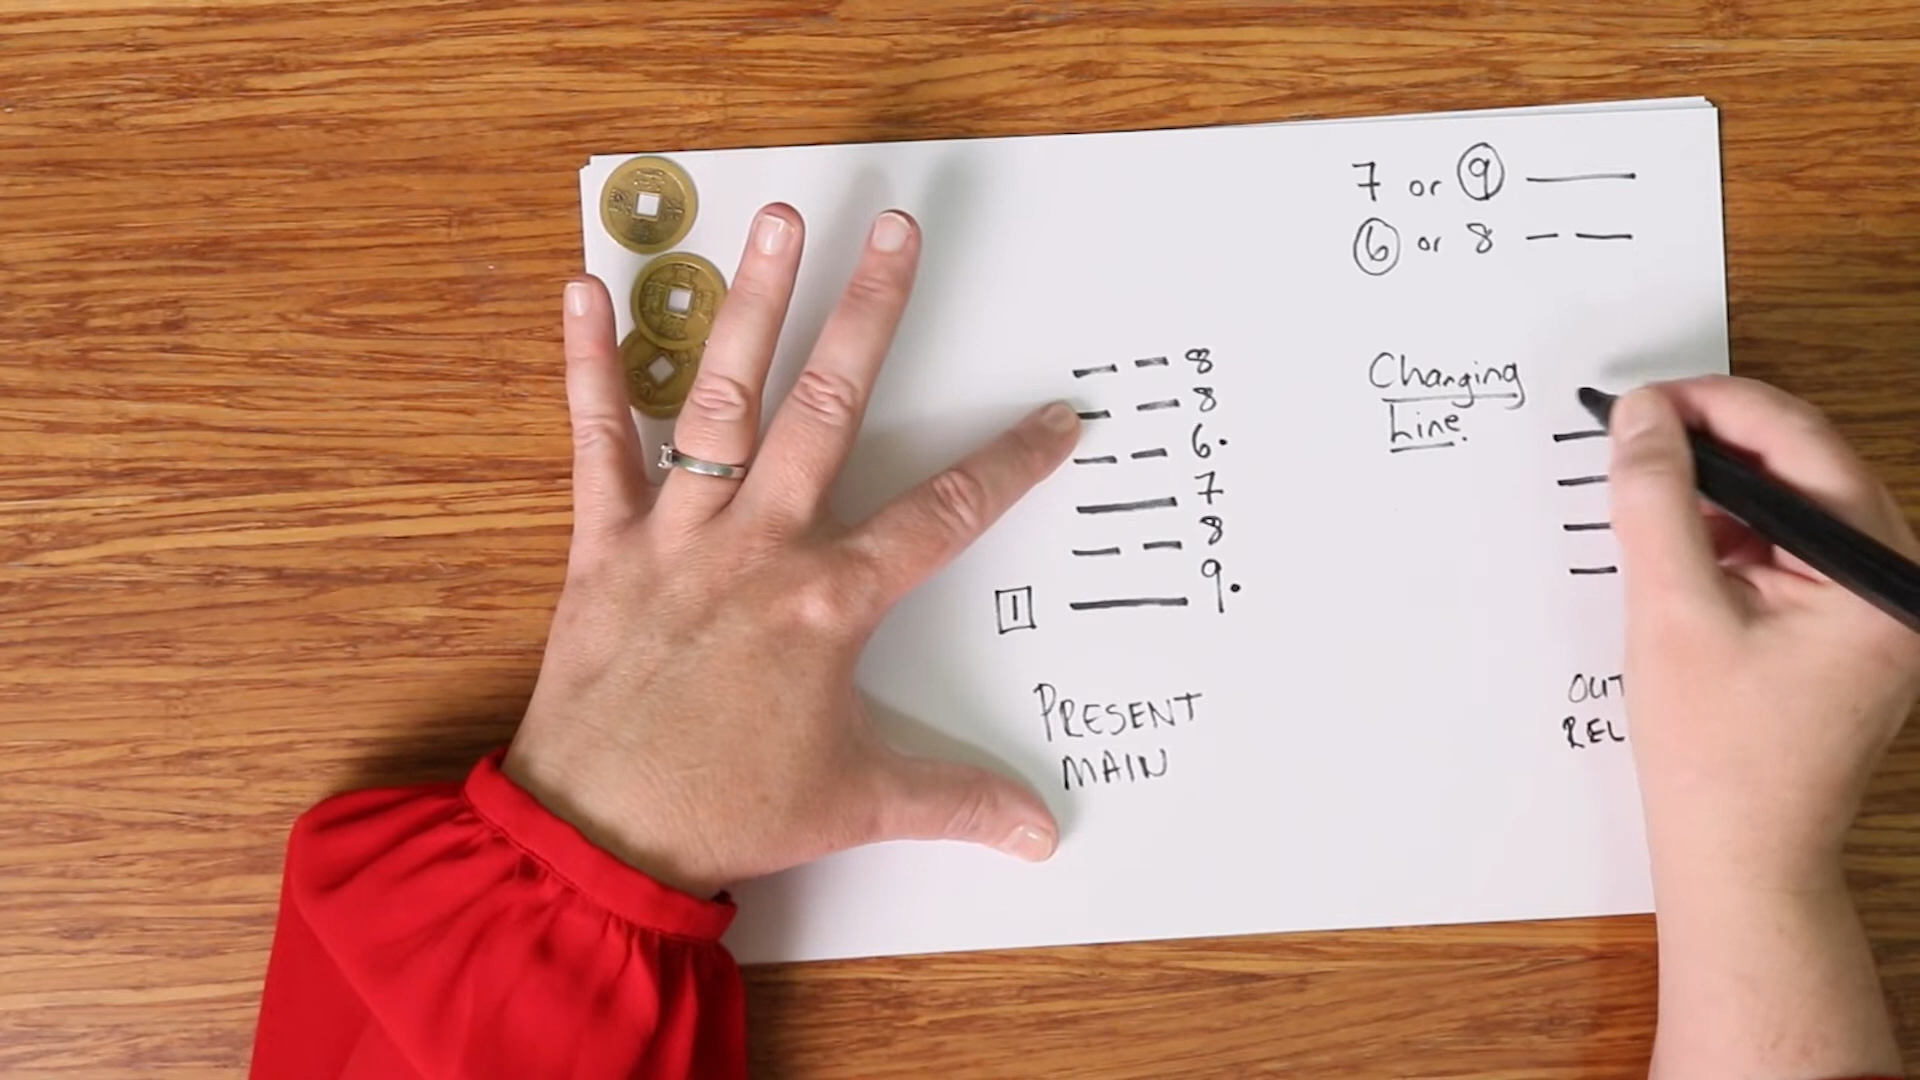 7 or 9
6 or 8
8
8
6.
7
8
9.
1
PRESENT
MAIN
Changing
Line.
OUT
REL